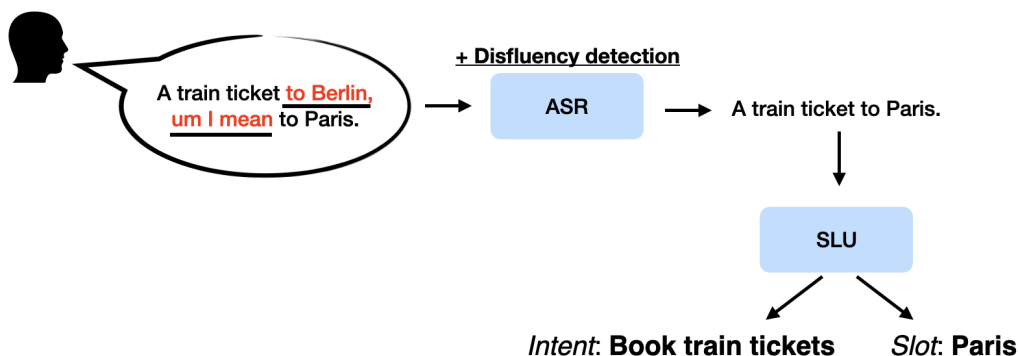 + Disfluency detection
A train ticket to Berlin,
um I mean to Paris.
ASR
A train ticket to Paris.
SLU
Intent: Book train tickets
Slot: Paris